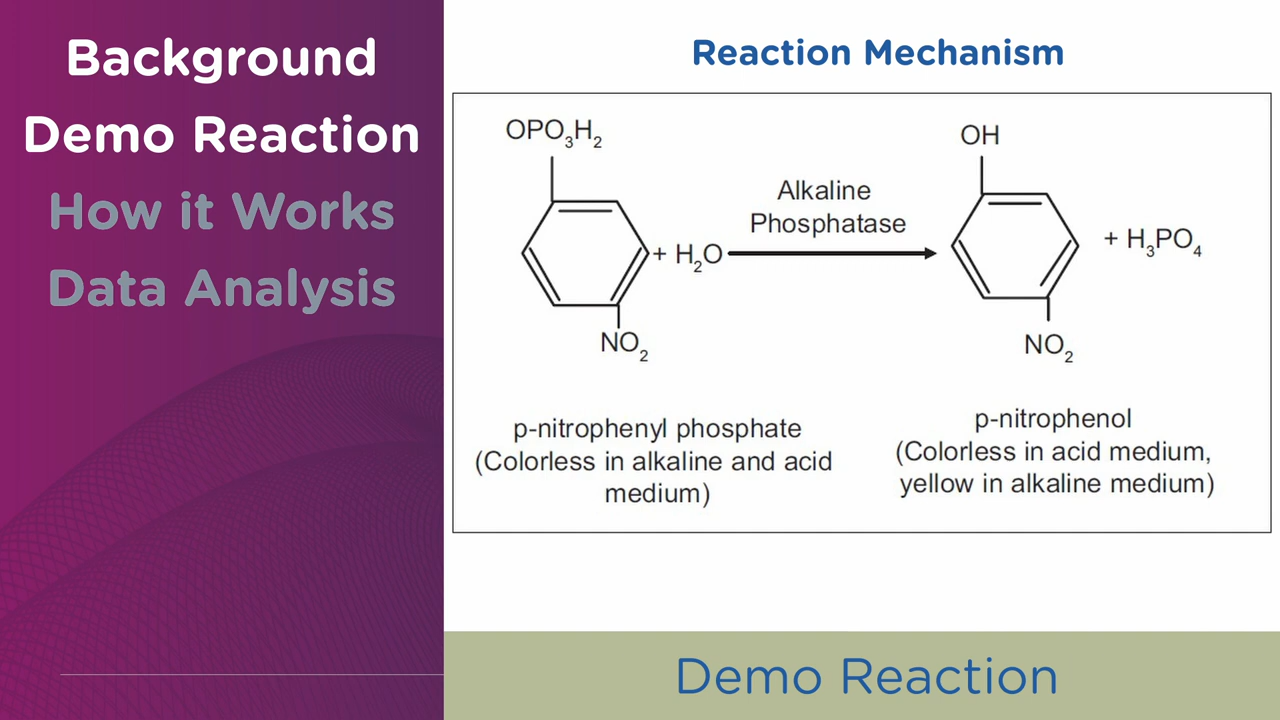 Background
Demo Reaction
How it Works
Data Analysis
Reaction Mechanism
OPO₃H₂
+ H₂O
NO₂
Alkaline
Phosphatase
OH
+ H₃PO₄
NO₂
p-nitrophenyl phosphate
(Colorless in alkaline and acid
medium)
p-nitrophenol
(Colorless in acid medium,
yellow in alkaline medium)
Demo Reaction